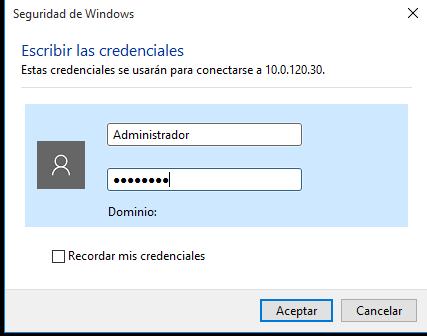 Seguridad de Windows
Escribir las credenciales
Estas credenciales se usarán para conectarse a 10.0.120.30.
Administrador
••••••••
Dominio:
Recordar mis credenciales
Aceptar
Cancelar